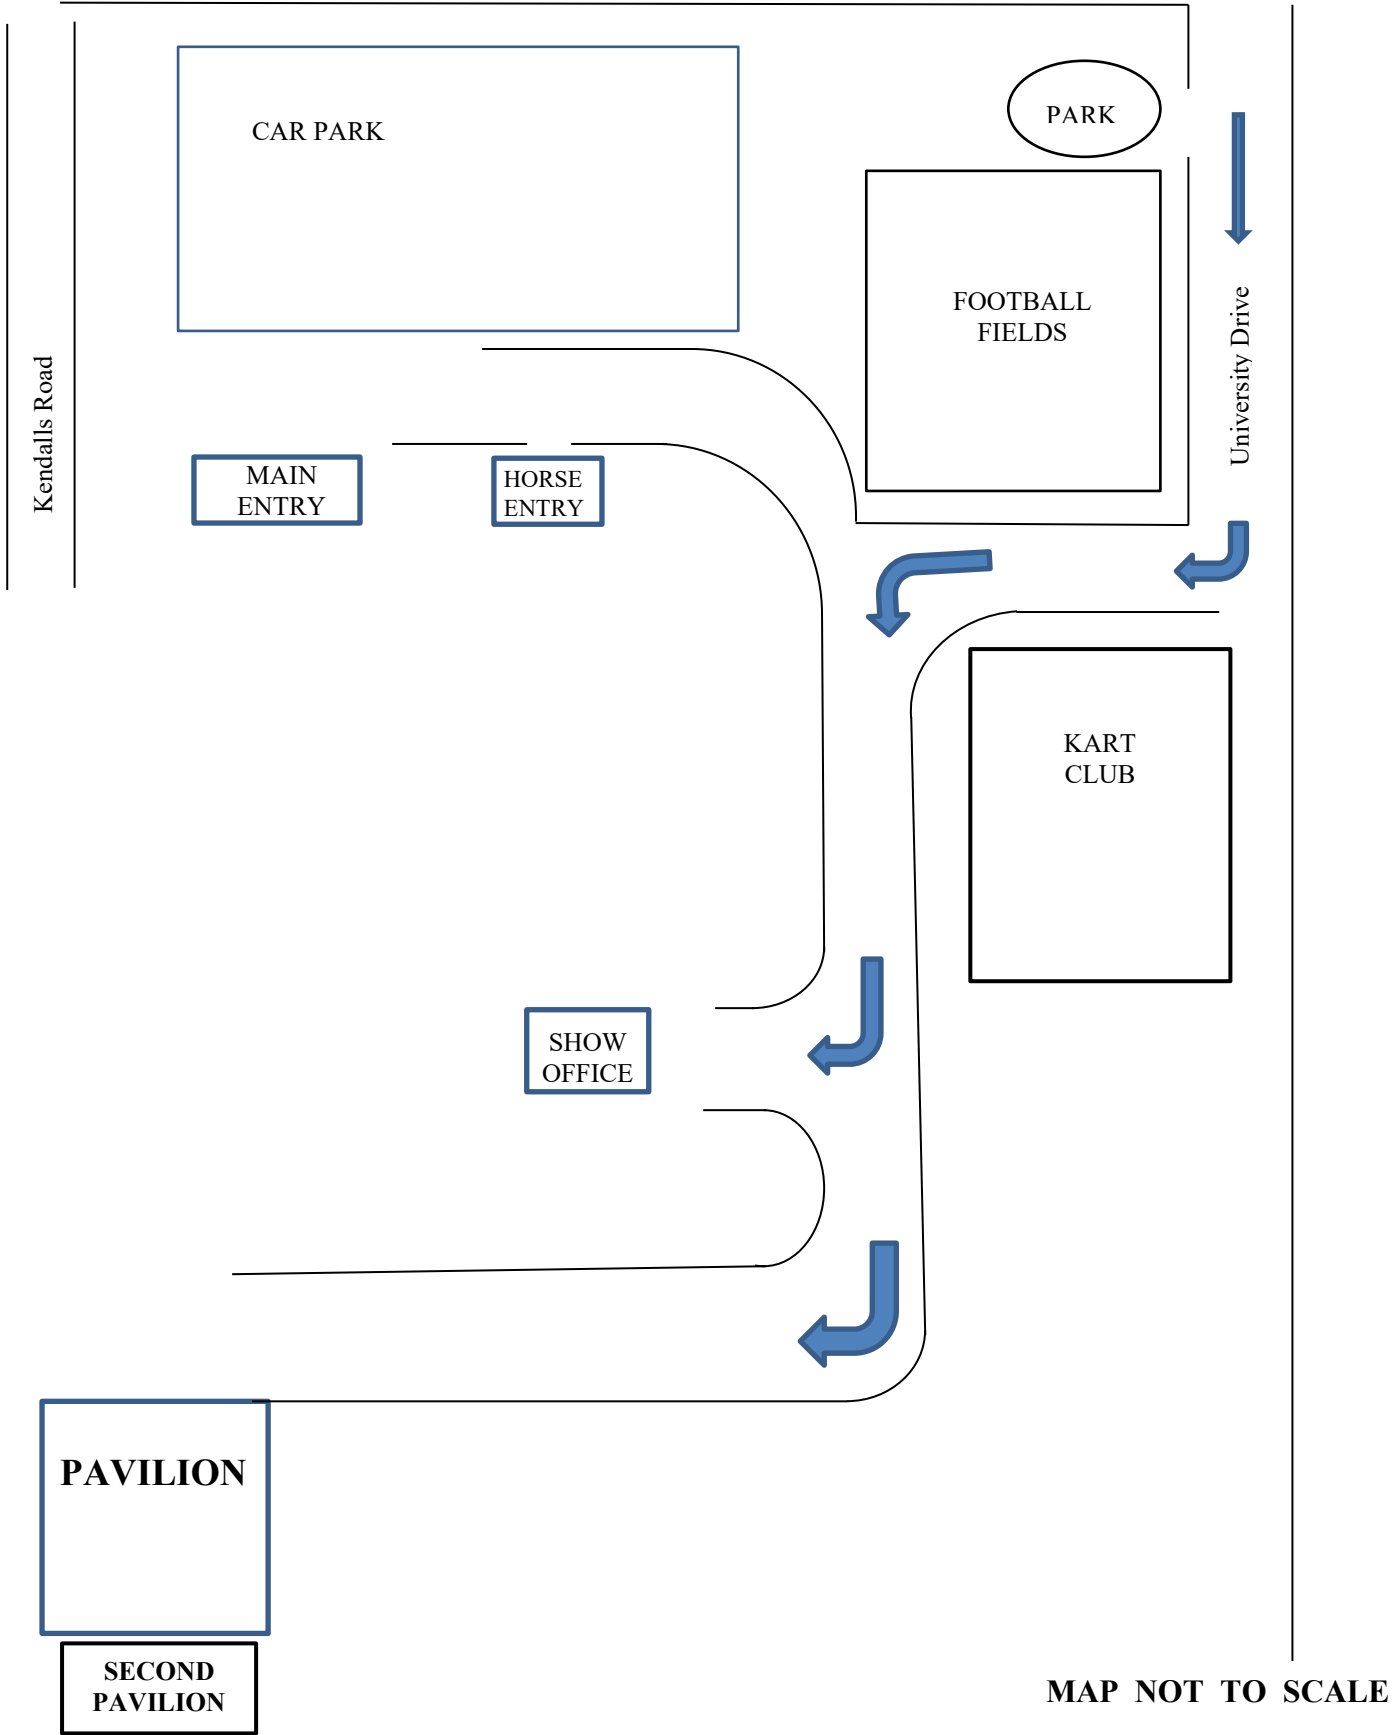 CAR PARK
PARK
FOOTBALL
FIELDS
University Drive
Kendalls Road
MAIN
ENTRY
HORSE
ENTRY
KART
CLUB
SHOW
OFFICE
PAVILION
SECOND
PAVILION
MAP NOT TO SCALE